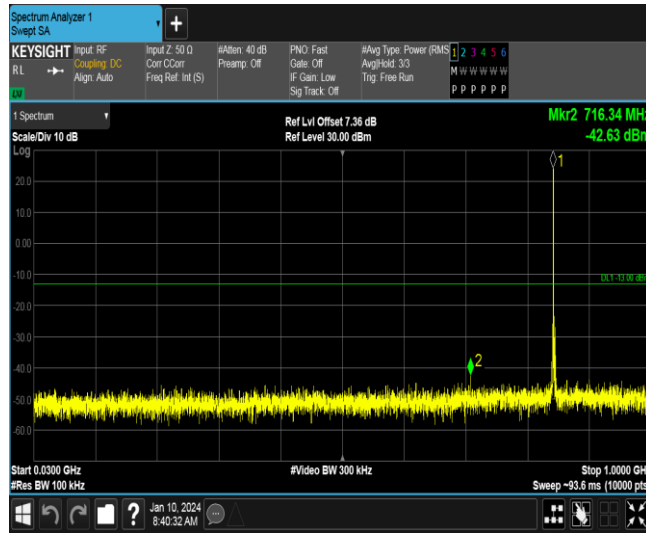 Spectrum Analyzer 1
Swept SA
+
KEYSIGHT
RL
LXI
Input: RF
Coupling: DC
Align: Auto
Input Z: 50 Ω
Corr CCorr
Freq Ref: Int (S)
#Atten: 40 dB
Preamp: Off
PNO: Fast
Gate: Off
IF Gain: Low
Sig Track: Off
#Avg Type: Power (RMS
Avg|Hold: 3/3
Trig: Free Run
1 2 3 4 5 6
M W W W W W
P P P P P P
1 Spectrum
Scale/Div 10 dB
Log
Ref Lvl Offset 7.36 dB
Ref Level 30.00 dBm
Mkr2 716.34 MHz
-42.63 dBm
1
20.0
10.0
0.00
-10.0
DL1 -13.00 dBm
-20.0
-30.0
-40.0
2
-50.0
-60.0
Start 0.0300 GHz
#Res BW 100 kHz
#Video BW 300 kHz
Stop 1.0000 GH
Sweep ~93.6 ms (10000 pts
?
Jan 10, 2024
8:40:32 AM